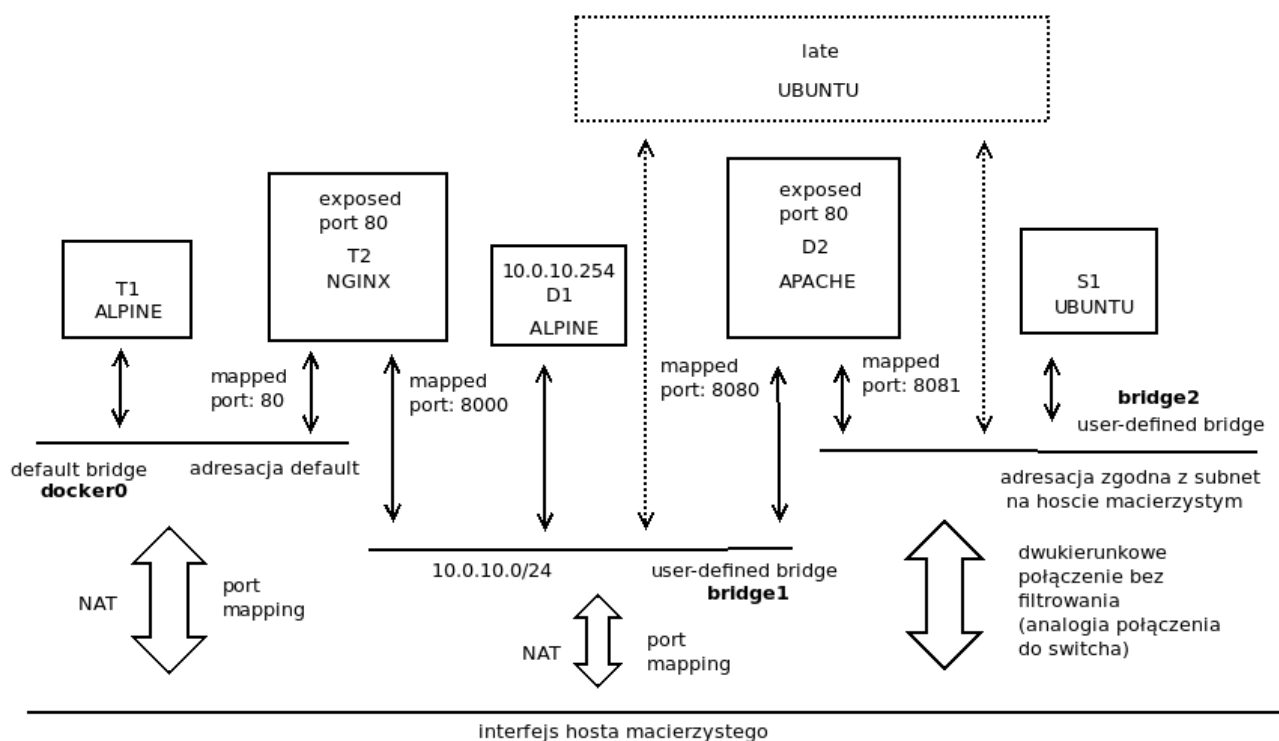 late
UBUNTU
exposed
port 80
T2
NGINX
exposed
port 80
D2
APACHE
T1
ALPINE
10.0.10.254
D1
ALPINE
S1
UBUNTU
mapped
port: 80
mapped
port: 8000
mapped
port: 8080
mapped
port: 8081
bridge2
user-defined bridge
default bridge
docker0
adresacja default
adresacja zgodna z subnet
na hoscie macierzystym
10.0.10.0/24
user-defined bridge
bridge1
NAT
port
mapping
NAT
port
mapping
dwukierunkowe
połączenie bez
filtrowania
(analogia połączenia
do switcha)
interfejs hosta macierzystego